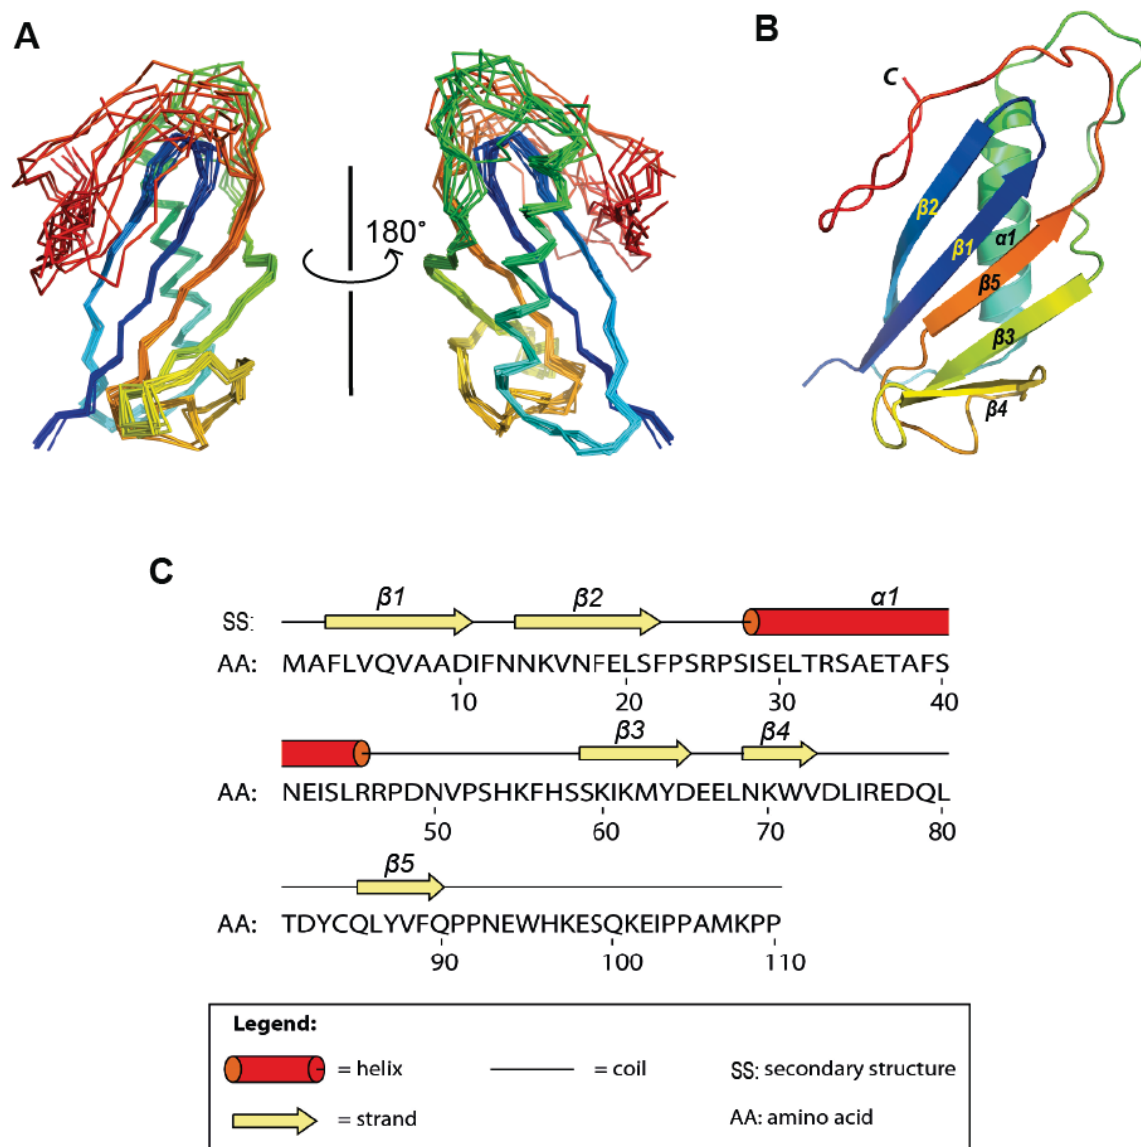 A
B
180°
C
β2
β1
α1
β5
β3
β4
C
β1 β2 α1
SS:
AA: MAFLVQVAADIFNNKVNFELSFPSRPSISELTRSAETAFS
10 20 30 40
β3 β4
AA: NEISLRRPDNVPSHKFHSSKIKMYDEELNKWVDLIREDQL
50 60 70 80
β5
AA: TDYCQLYVFQPPNEWHKESQKEIPPAMKPP
90 100 110
Legend:
= helix = coil SS: secondary structure
= strand AA: amino acid